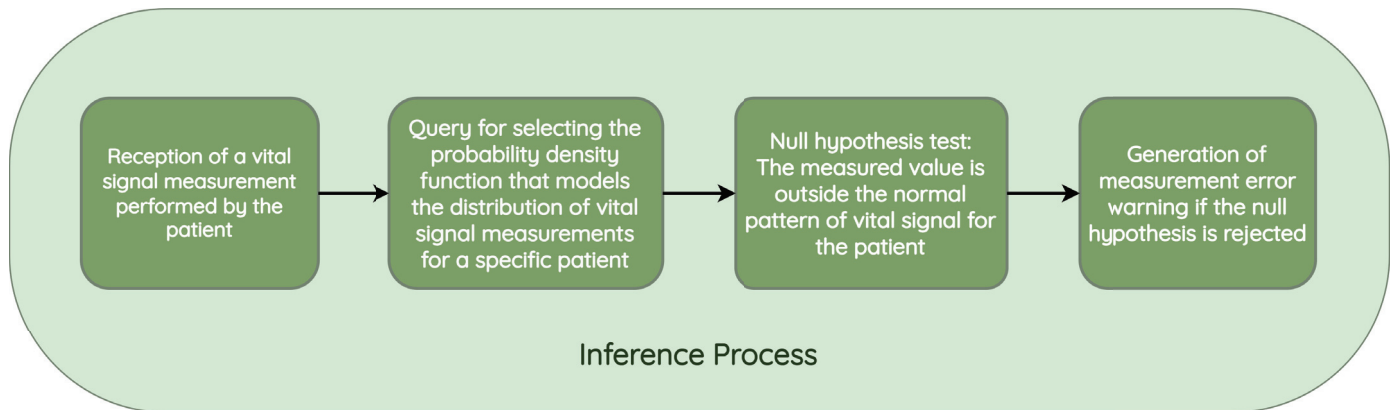 Reception of a vital
signal measurement
performed by the
patient
Query for selecting the
probability density
function that models
the distribution of vital
signal measurements
for a specific patient
Null hypothesis test:
The measured value is
outside the normal
pattern of vital signal for
the patient
Generation of
measurement error
warning if the null
hypothesis is rejected
Inference Process